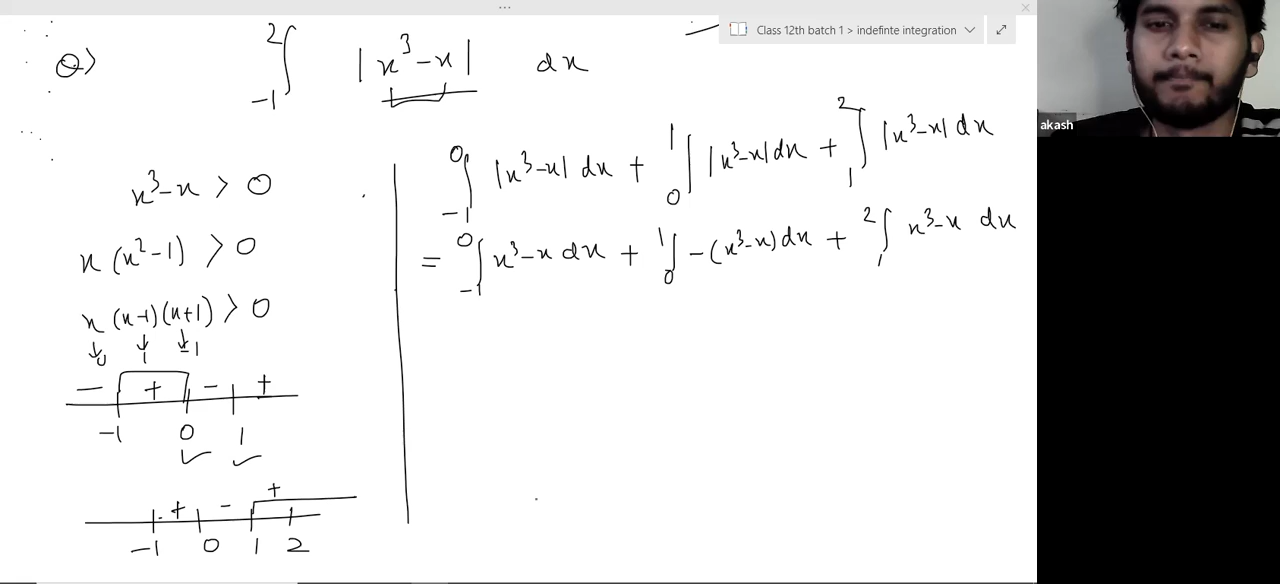 Class 12th batch 1 > indefinte integration
akash
Q) ∫_{-1}^{2} |x³-x| dx
x³-x > 0
x(x²-1) > 0
x(x-1)(x+1) > 0
↓0 ↓1 ↓-1
- + - +
-1 0 1
+ - +
-1 0 1 2
∫_{-1}^{0} |x³-x| dx + ∫_{0}^{1} |x³-x| dx + ∫_{1}^{2} |x³-x| dx
= ∫_{-1}^{0} x³-x dx + ∫_{0}^{1} -(x³-x) dx + ∫_{1}^{2} x³-x dx